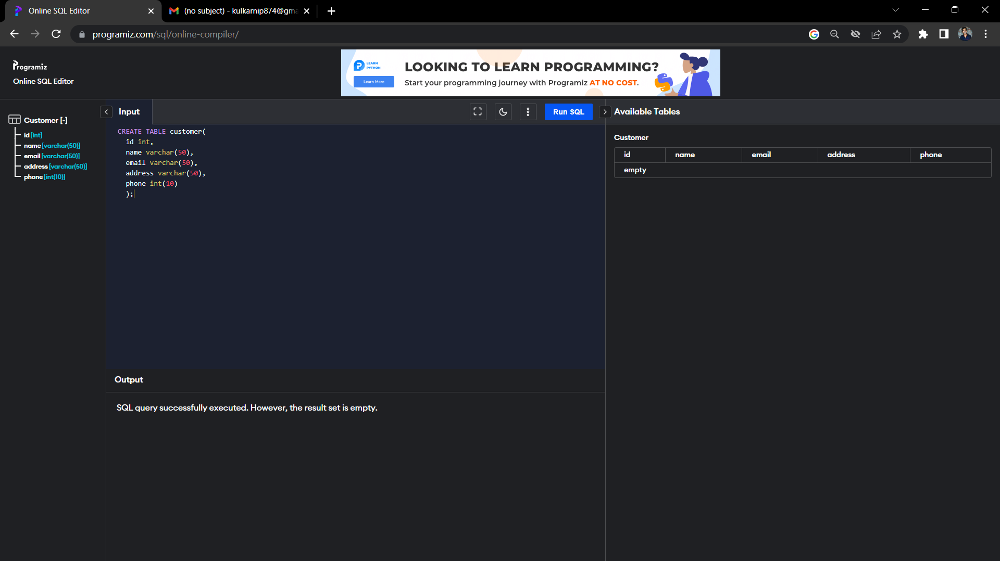 Online SQL Editor
(no subject) - kulkarnip874@gma
programiz.com/sql/online-compiler/
Programiz
Online SQL Editor
LEARN
PYTHON
Learn More
LOOKING TO LEARN PROGRAMMING?
Start your programming journey with Programiz AT NO COST.
Customer [-]
id [int]
name [varchar(50)]
email [varchar(50)]
address [varchar(50)]
phone [int(10)]
Input
Run SQL
CREATE TABLE customer(
id int,
name varchar(50),
email varchar(50),
address varchar(50),
phone int(10)
);
Output
SQL query successfully executed. However, the result set is empty.
Available Tables
Customer
id name email address phone
empty